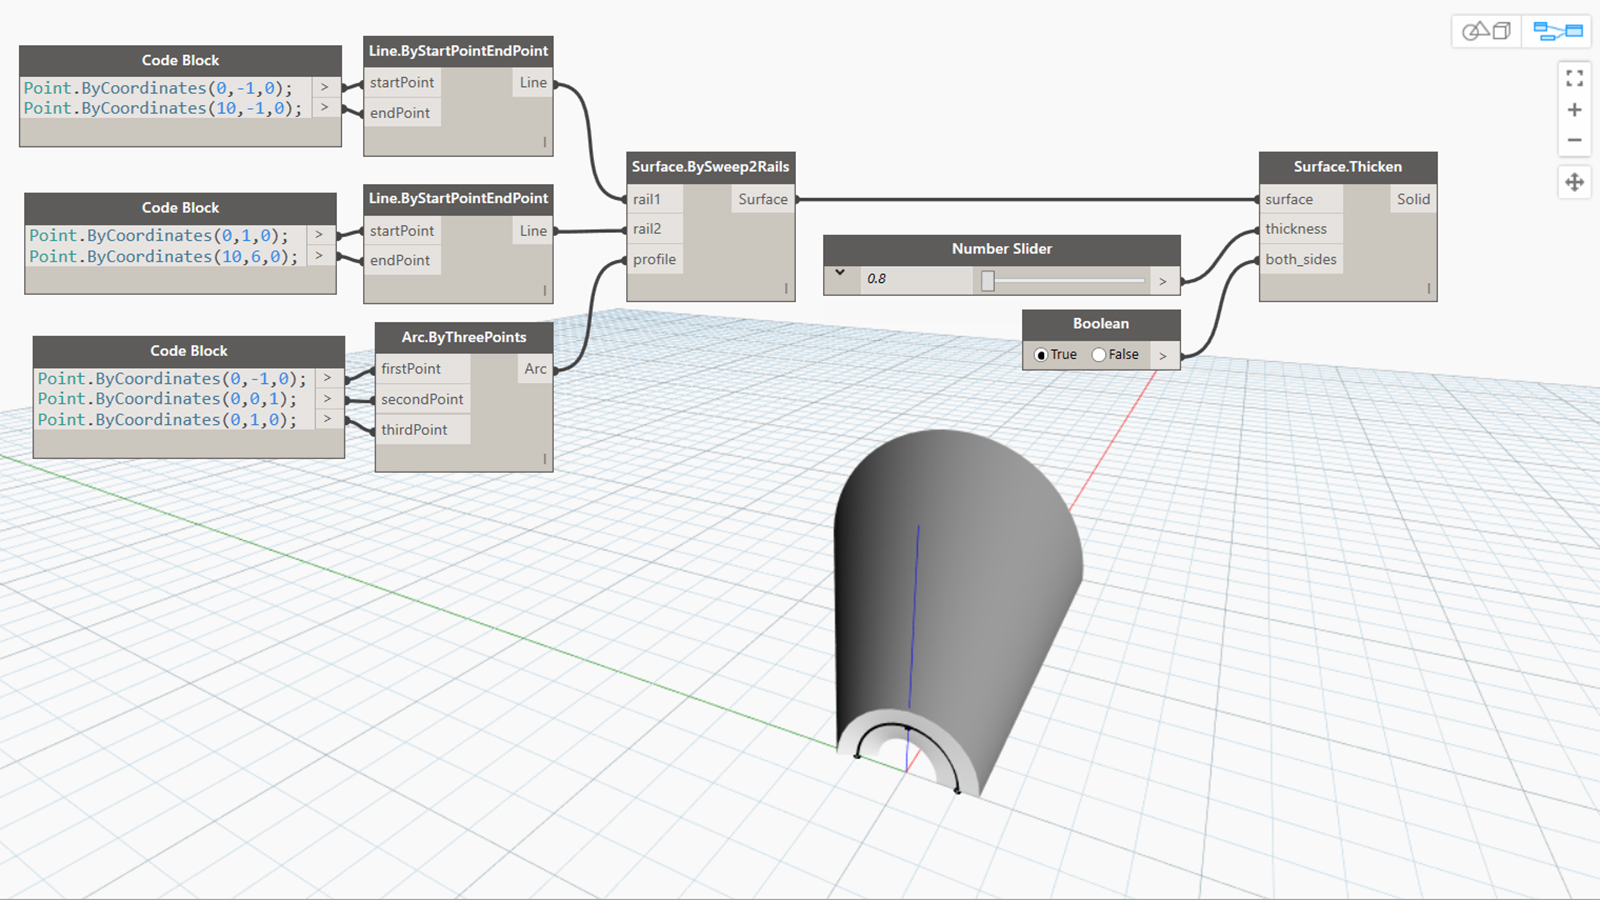 Code Block
Point.ByCoordinates(0,-1,0); >
Point.ByCoordinates(10,-1,0); >
Line.ByStartPointEndPoint
startPoint Line
endPoint
Code Block
Point.ByCoordinates(0,1,0); >
Point.ByCoordinates(10,6,0); >
Line.ByStartPointEndPoint
startPoint Line
endPoint
Code Block
Point.ByCoordinates(0,-1,0); >
Point.ByCoordinates(0,0,1); >
Point.ByCoordinates(0,1,0); >
Arc.ByThreePoints
firstPoint Arc
secondPoint
thirdPoint
Surface.BySweep2Rails
rail1 Surface
rail2
profile
Number Slider
0.8 >
Boolean
True False >
Surface.Thicken
surface Solid
thickness
both_sides